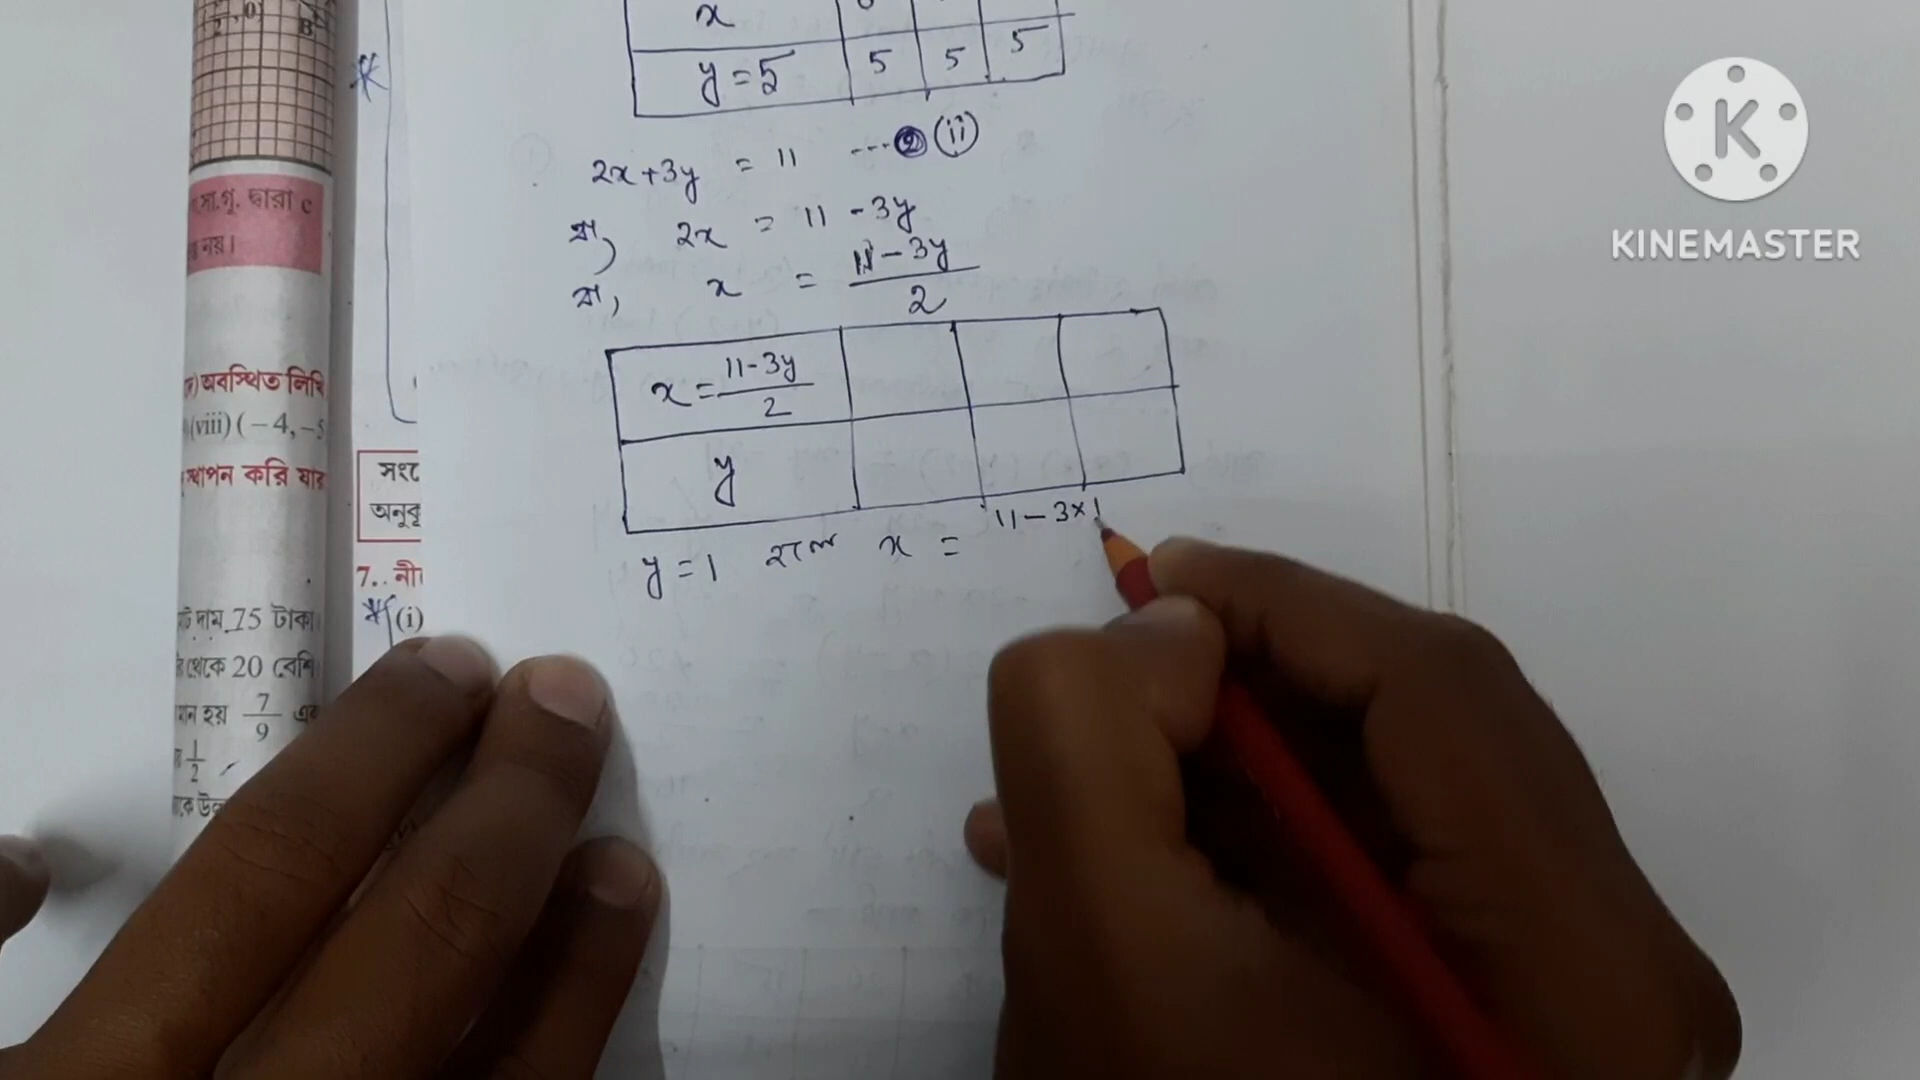 x
y = 5 5 5 5
2x + 3y = 11 --- (ii)
বা, 2x = 11 - 3y
বা, x = 11 - 3y / 2
x = 11 - 3y / 2
y
y = 1 হলে x = 11 - 3 × 1
B
দ্বারা c
নয়।
অবস্থিত লিখি
(viii) (-4, -5
স্থাপন করি যায়
দাম 75 টাকা।
থেকে 20 বেশি।
হয় 7/9
1/2
7. নী
(i)
K
KINEMASTER